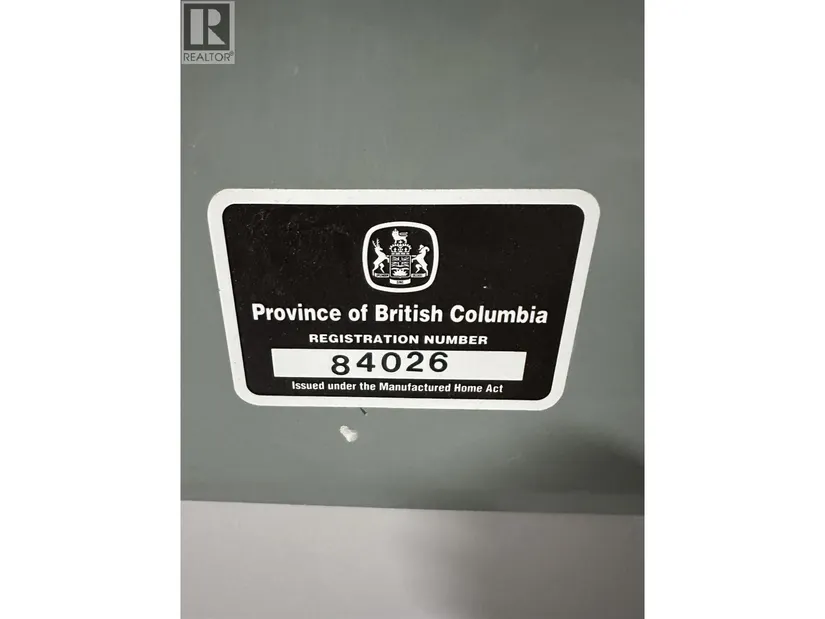 R
REALTOR®
Province of British Columbia
REGISTRATION NUMBER
84026
Issued under the Manufactured Home Act